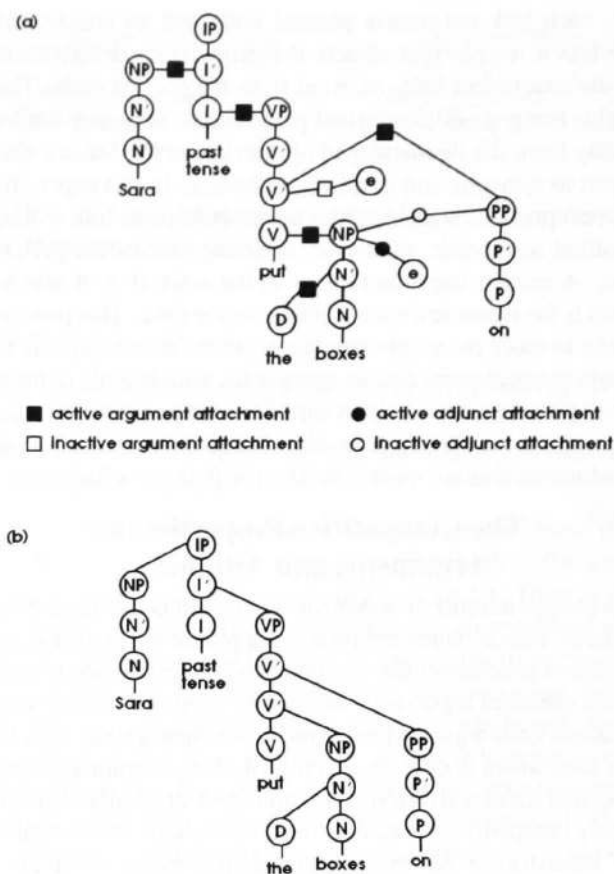 (a)
IP
NP I′
N′ I VP
N past V′
tense
Sara V′ e
PP
V NP P′
put N′ e
P
D N on
the boxes
■ active argument attachment ● active adjunct attachment
□ inactive argument attachment ○ inactive adjunct attachment
(b)
IP
NP I′
N′ I VP
N past V′
tense
Sara V′
V NP PP
put N′ P′
D N P
the boxes on